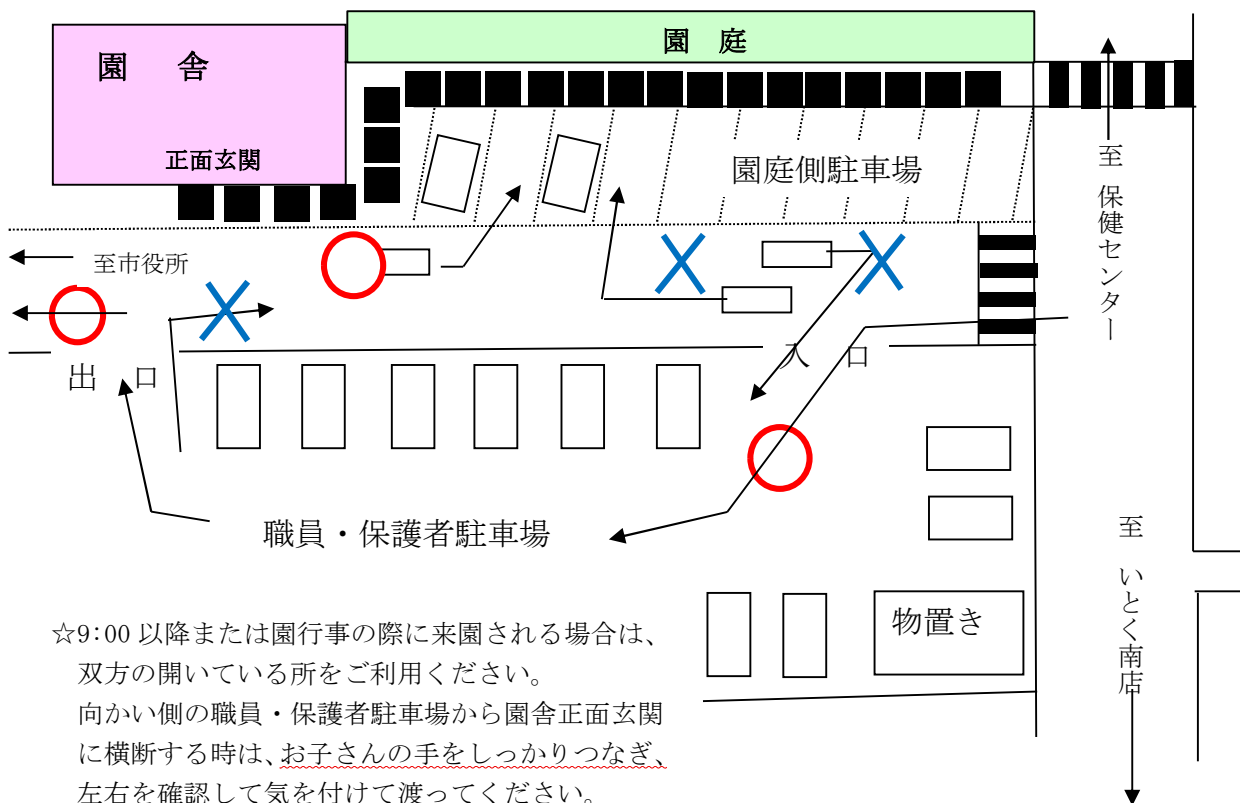 園　庭
園　舎
正面玄関
園庭側駐車場
至　保健センター
至市役所
出　口
入　口
職員・保護者駐車場
至　いとく南店
物置き
☆9:00 以降または園行事の際に来園される場合は、
双方の開いている所をご利用ください。
向かい側の職員・保護者駐車場から園舎正面玄関
に横断する時は、お子さんの手をしっかりつなぎ、
左右を確認して気を付けて渡ってください。